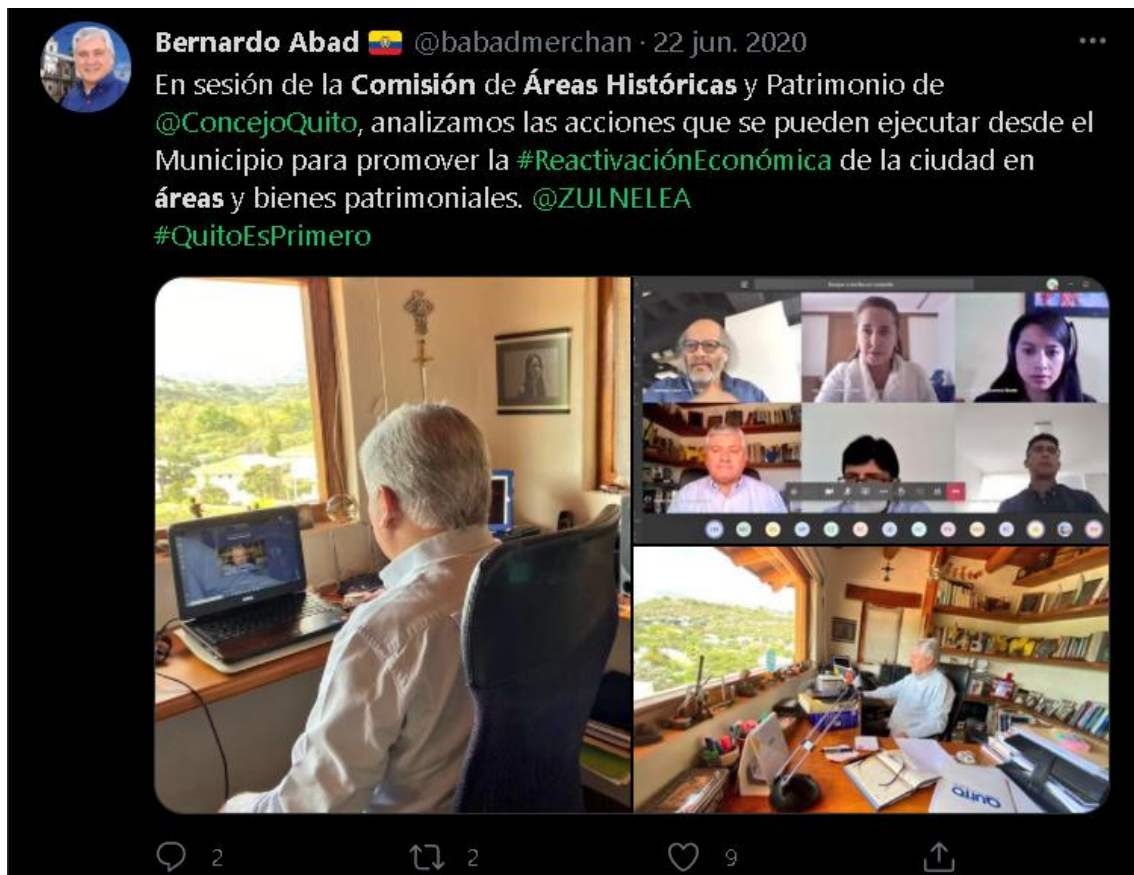 Bernardo Abad @babadmerchan · 22 jun. 2020
En sesión de la Comisión de Áreas Históricas y Patrimonio de
@ConcejoQuito, analizamos las acciones que se pueden ejecutar desde el
Municipio para promover la #ReactivaciónEconómica de la ciudad en
áreas y bienes patrimoniales. @ZULNELEA
#QuitoEsPrimero
QUITO
2
2
9